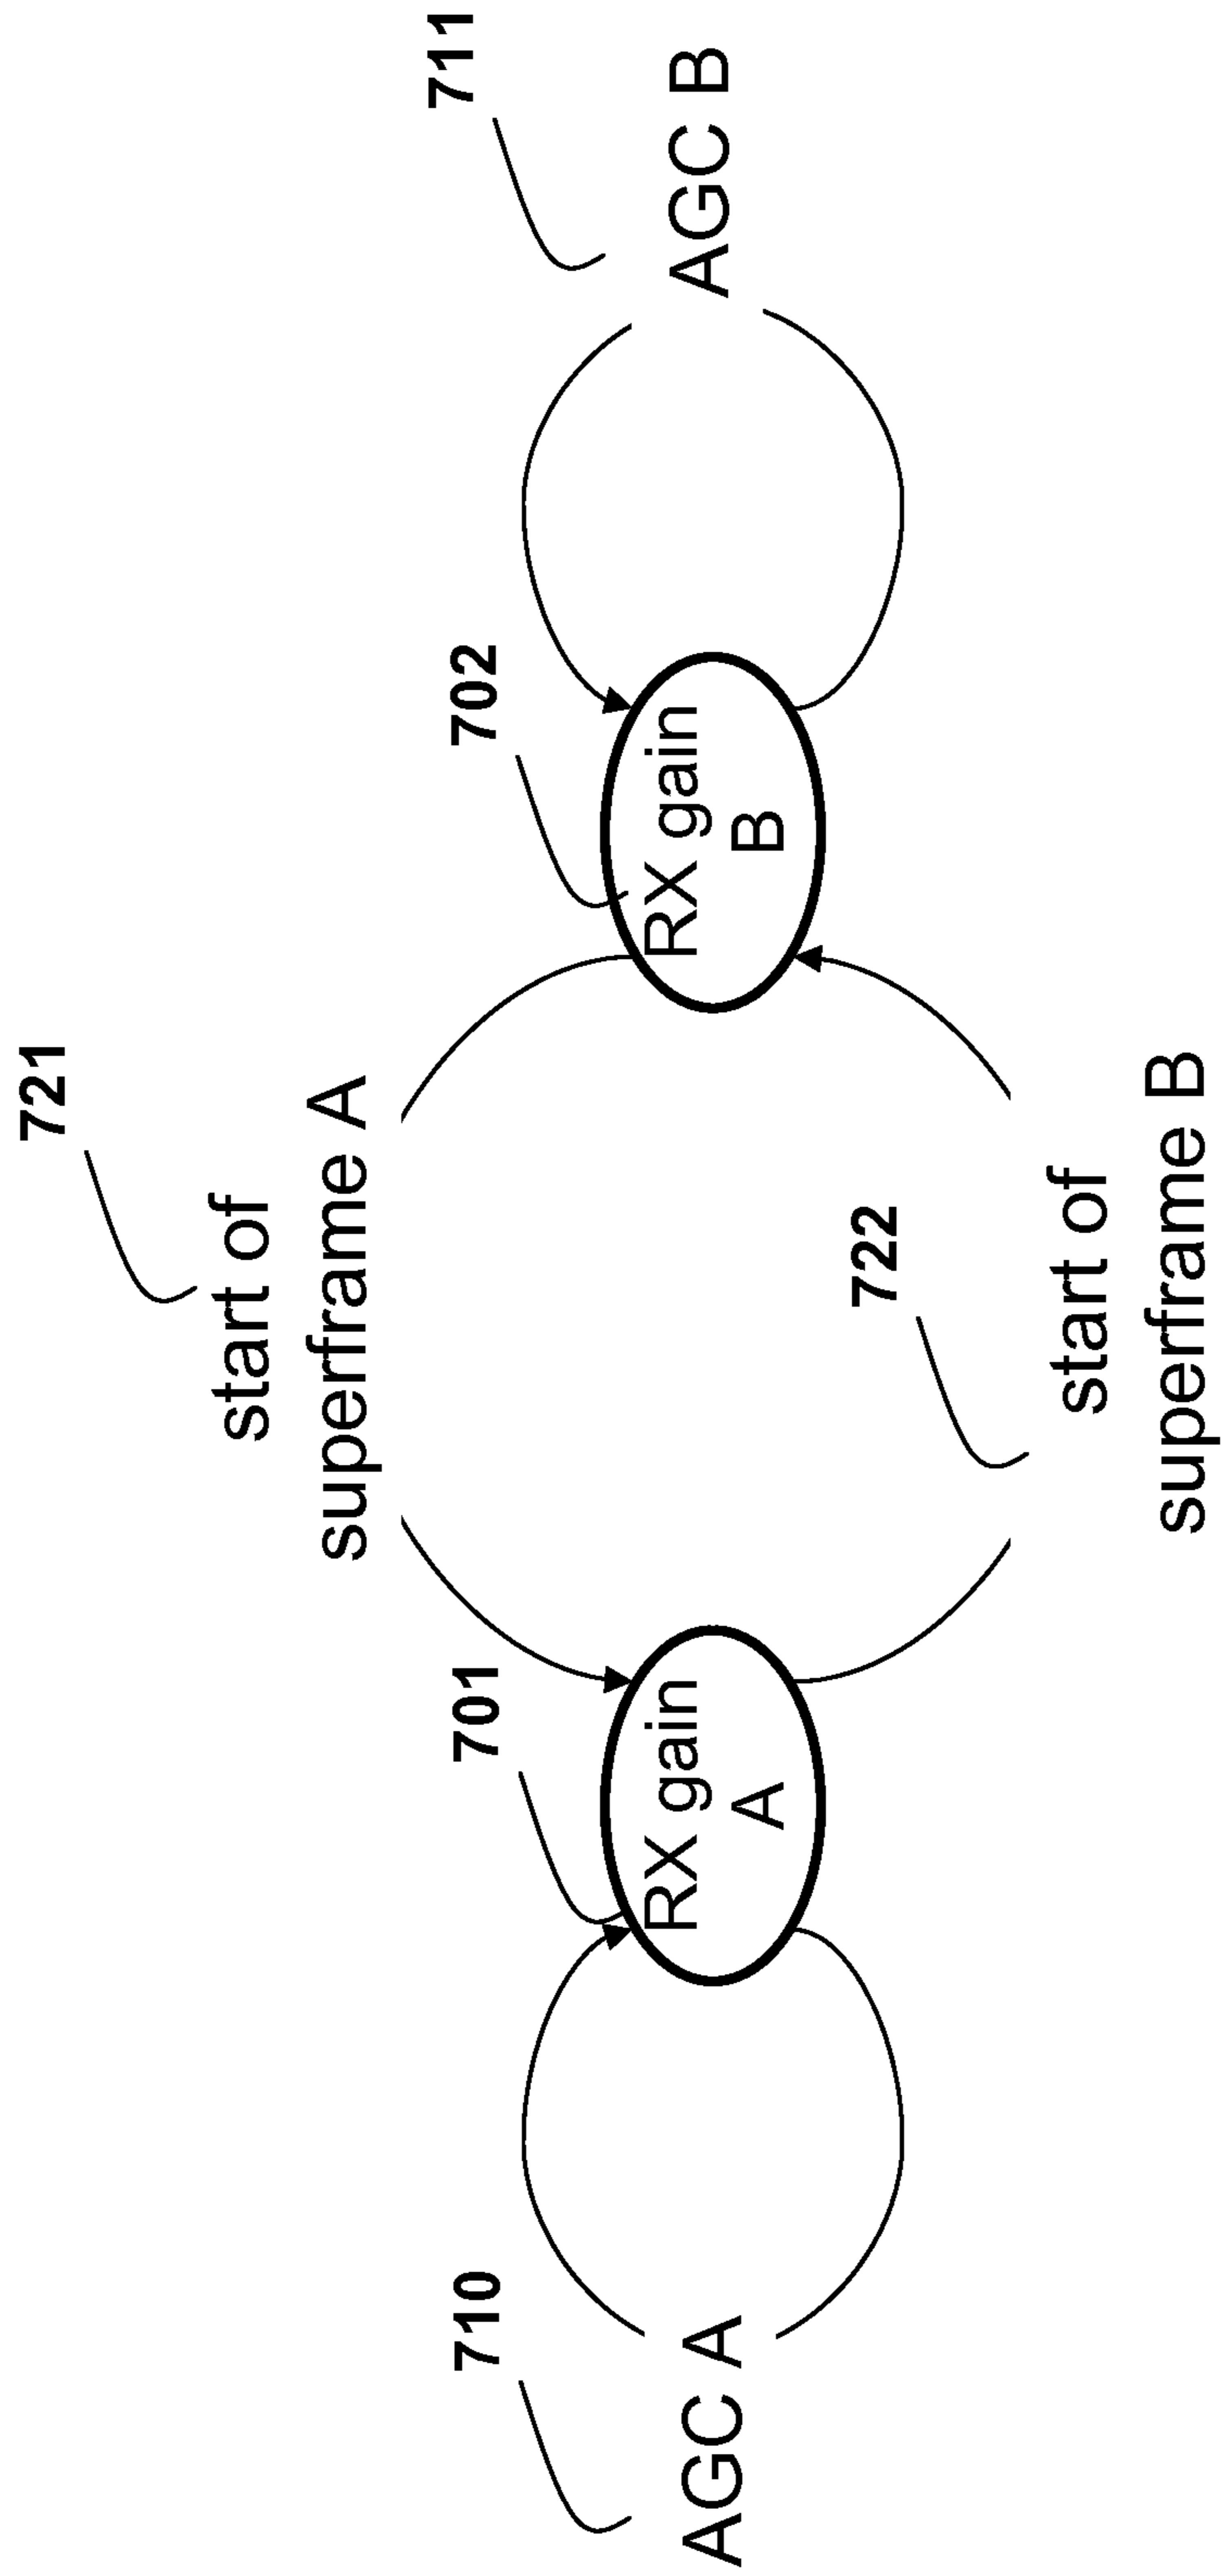 721
start of
superframe A
710
701
702
711
AGC A
RX gain
A
RX gain
B
AGC B
722
start of
superframe B